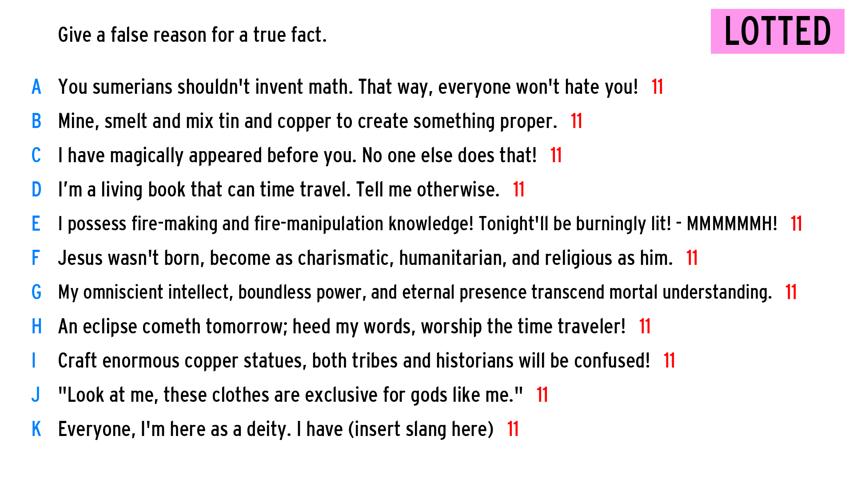 Give a false reason for a true fact.
LOTTED
A You sumerians shouldn't invent math. That way, everyone won't hate you! 11
B Mine, smelt and mix tin and copper to create something proper. 11
C I have magically appeared before you. No one else does that! 11
D I’m a living book that can time travel. Tell me otherwise. 11
E I possess fire-making and fire-manipulation knowledge! Tonight'll be burningly lit! - MMMMMMH! 11
F Jesus wasn't born, become as charismatic, humanitarian, and religious as him. 11
G My omniscient intellect, boundless power, and eternal presence transcend mortal understanding. 11
H An eclipse cometh tomorrow; heed my words, worship the time traveler! 11
I Craft enormous copper statues, both tribes and historians will be confused! 11
J "Look at me, these clothes are exclusive for gods like me." 11
K Everyone, I'm here as a deity. I have (insert slang here) 11